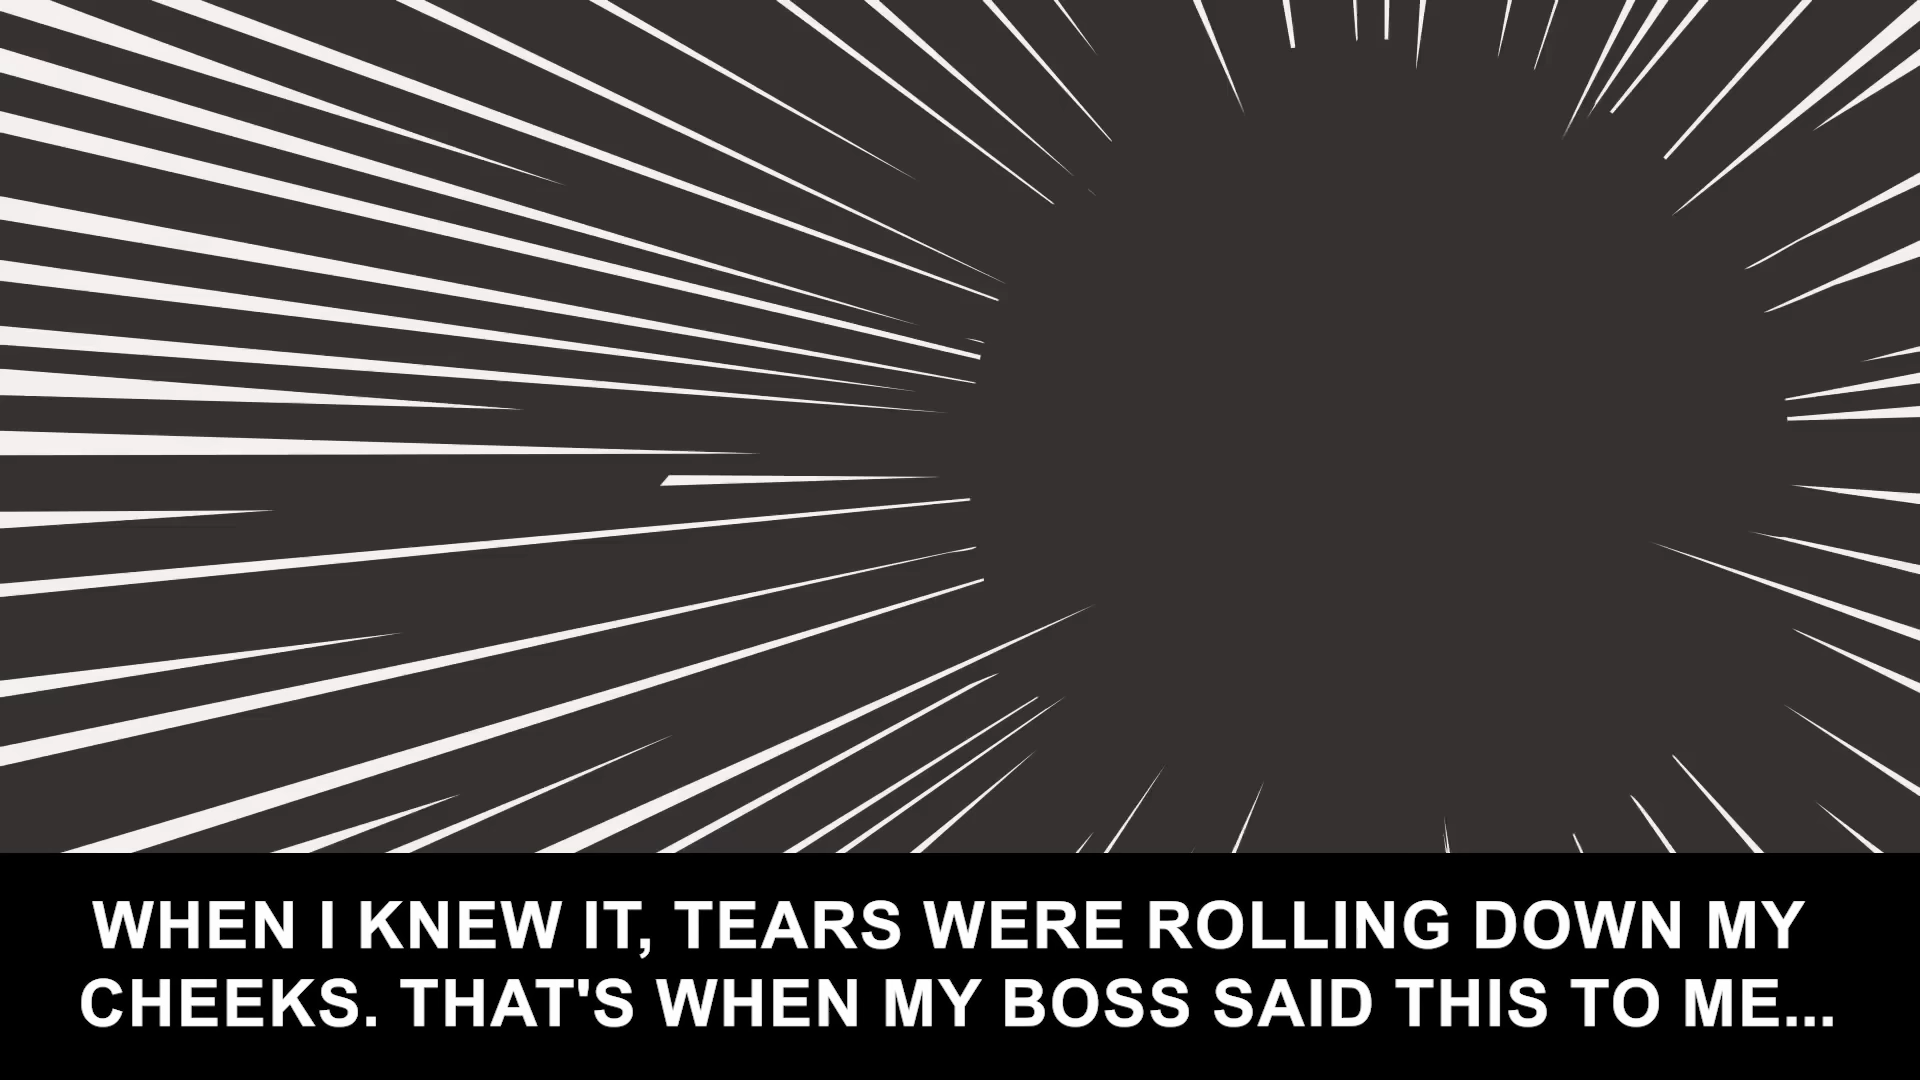 WHEN I KNEW IT, TEARS WERE ROLLING DOWN MY
CHEEKS. THAT'S WHEN MY BOSS SAID THIS TO ME...